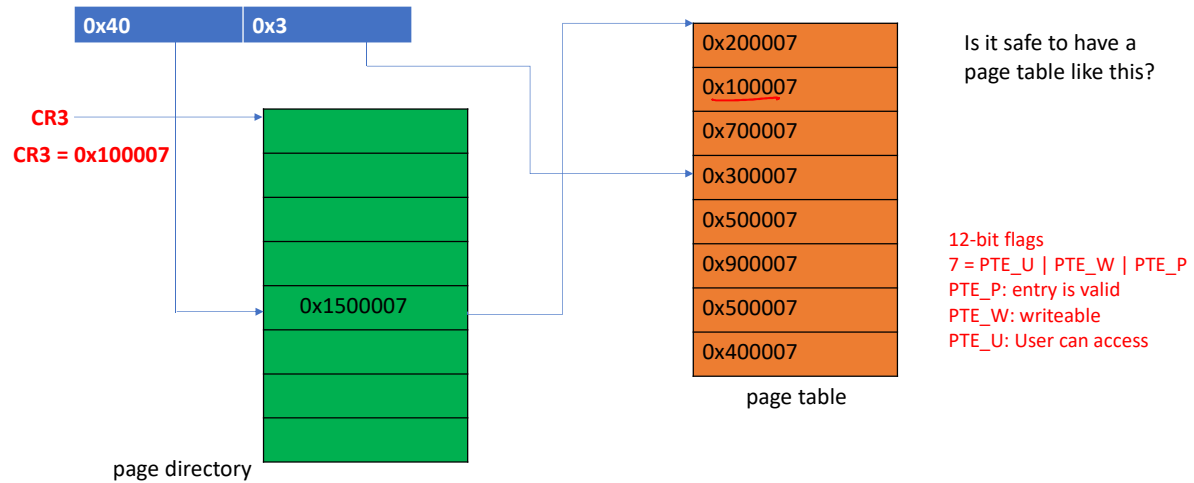 0x40
0x3
CR3
CR3 = 0x100007
0x1500007
page directory
0x200007
0x100007
0x700007
0x300007
0x500007
0x900007
0x500007
0x400007
page table
Is it safe to have a
page table like this?
12-bit flags
7 = PTE_U | PTE_W | PTE_P
PTE_P: entry is valid
PTE_W: writeable
PTE_U: User can access